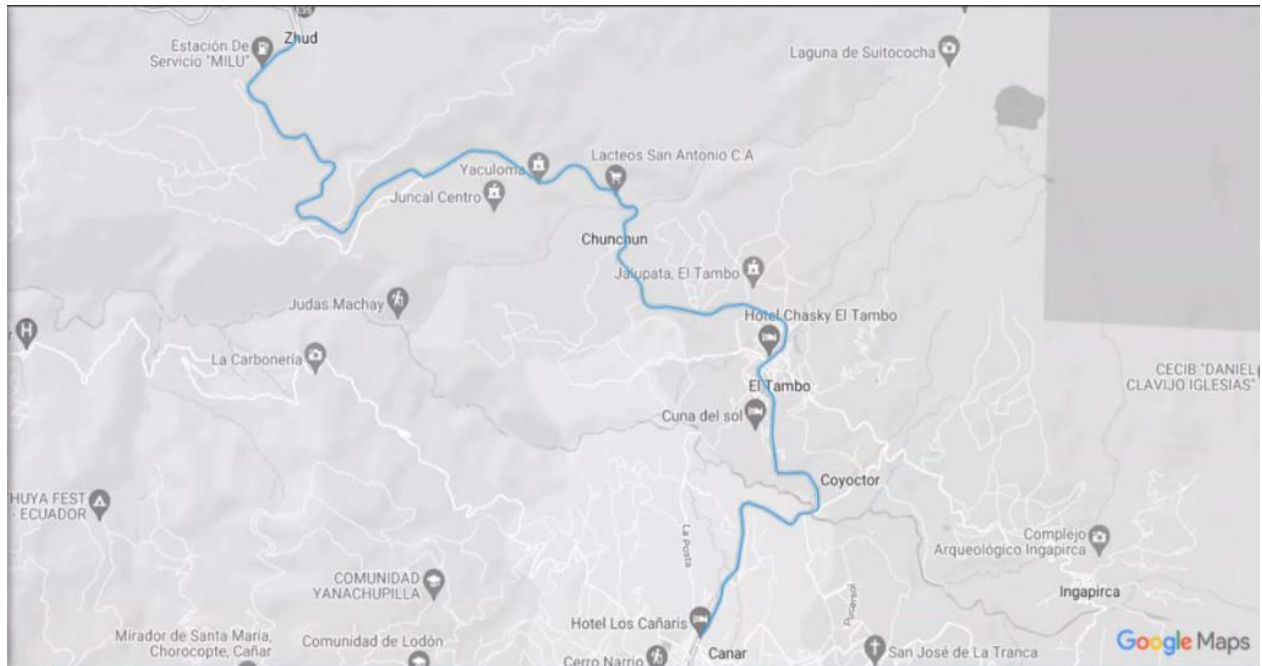 35
Zhud
Estación De
Servicio "MILU"
Laguna de Suitococha
Lacteos San Antonio C.A
Yaculoma
Juncal Centro
Chunchun
Jalupata, El Tambo
Judas Machay
Hotel Chasky El Tambo
La Carbonería
CECIB "DANIEL
CLAVIJO IGLESIAS"
El Tambo
Cuna del sol
Coyoctor
HUYA FEST
- ECUADOR
La Posta
Complejo
Arqueológico Ingapirca
COMUNIDAD
YANACHUPILLA
Ingapirca
Hotel Los Cañaris
Mirador de Santa María,
Chorocopte, Cañar
Comunidad de Lodón
Cerro Narrio
Canar
San José de La Tranca
Google Maps